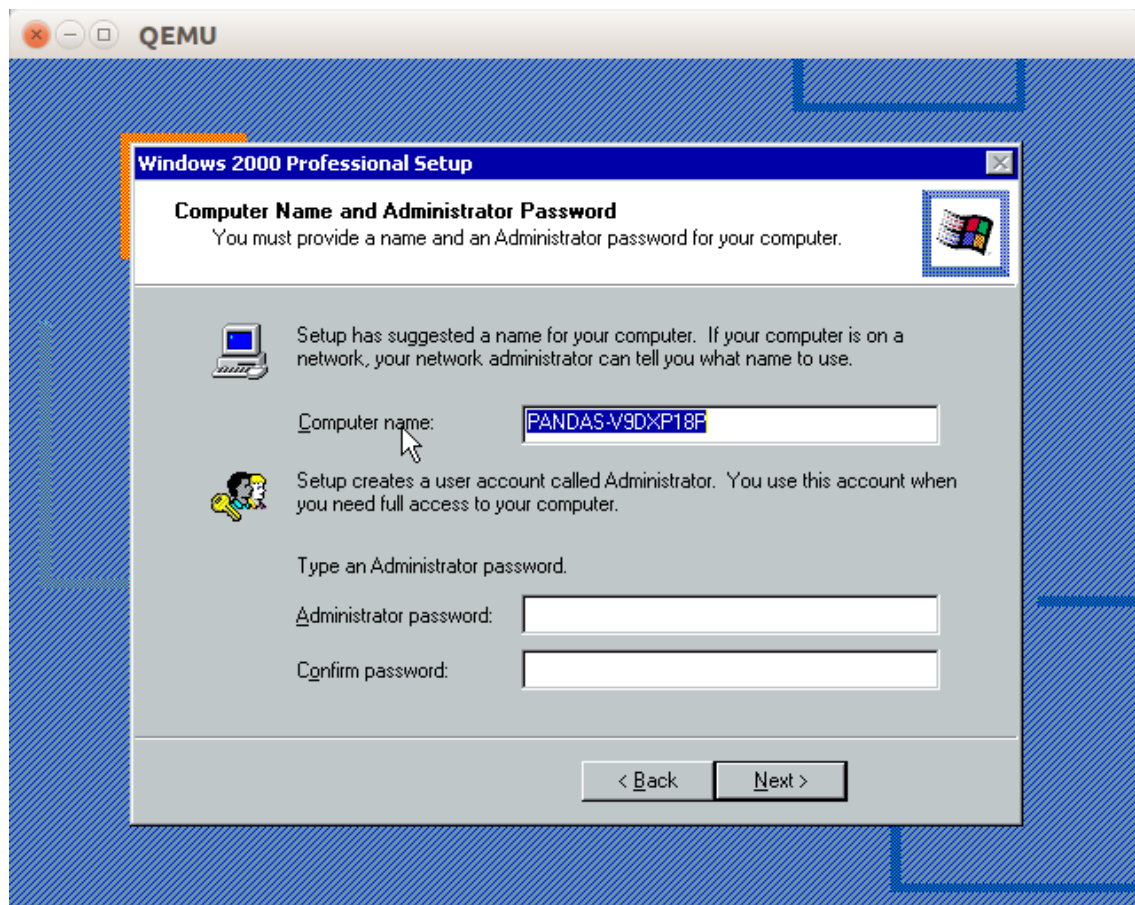 QEMU
Windows 2000 Professional Setup
Computer Name and Administrator Password
You must provide a name and an Administrator password for your computer.
Setup has suggested a name for your computer. If your computer is on a
network, your network administrator can tell you what name to use.
Computer name: PANDAS-V9DXP18P
Setup creates a user account called Administrator. You use this account when
you need full access to your computer.
Type an Administrator password.
Administrator password:
Confirm password:
< Back Next >